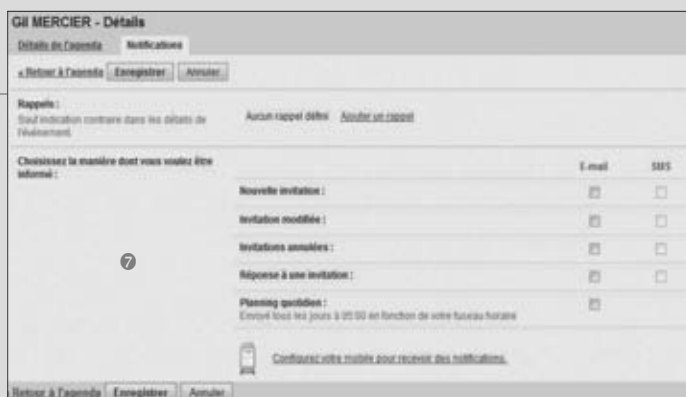 Gil MERCIER - Détails
Détails de l'agenda Notifications
« Retour à l'agenda Enregistrer Annuler
Rappels :
Sauf indication contraire dans les détails de
l'événement.
Aucun rappel défini Ajouter un rappel
Choisissez la manière dont vous voulez être
informé :
E-mail SMS
Nouvelle invitation :
Invitation modifiée :
Invitations annulées :
Réponse à une invitation :
Planning quotidien :
Envoyé tous les jours à 05:00 en fonction de votre fuseau horaire
7
Configurez votre mobile pour recevoir des notifications.
Retour à l'agenda Enregistrer Annuler